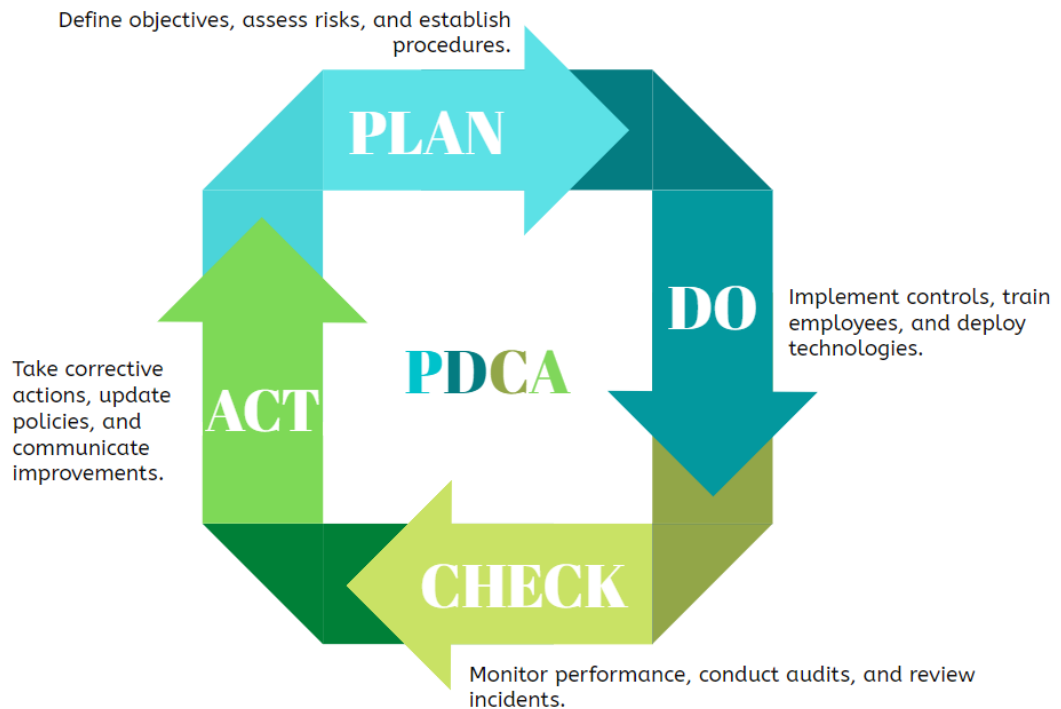 Define objectives, assess risks, and establish
procedures.
PLAN
DO
Implement controls, train
employees, and deploy
technologies.
PDCA
Take corrective
actions, update
policies, and
communicate
improvements.
ACT
CHECK
Monitor performance, conduct audits, and review
incidents.